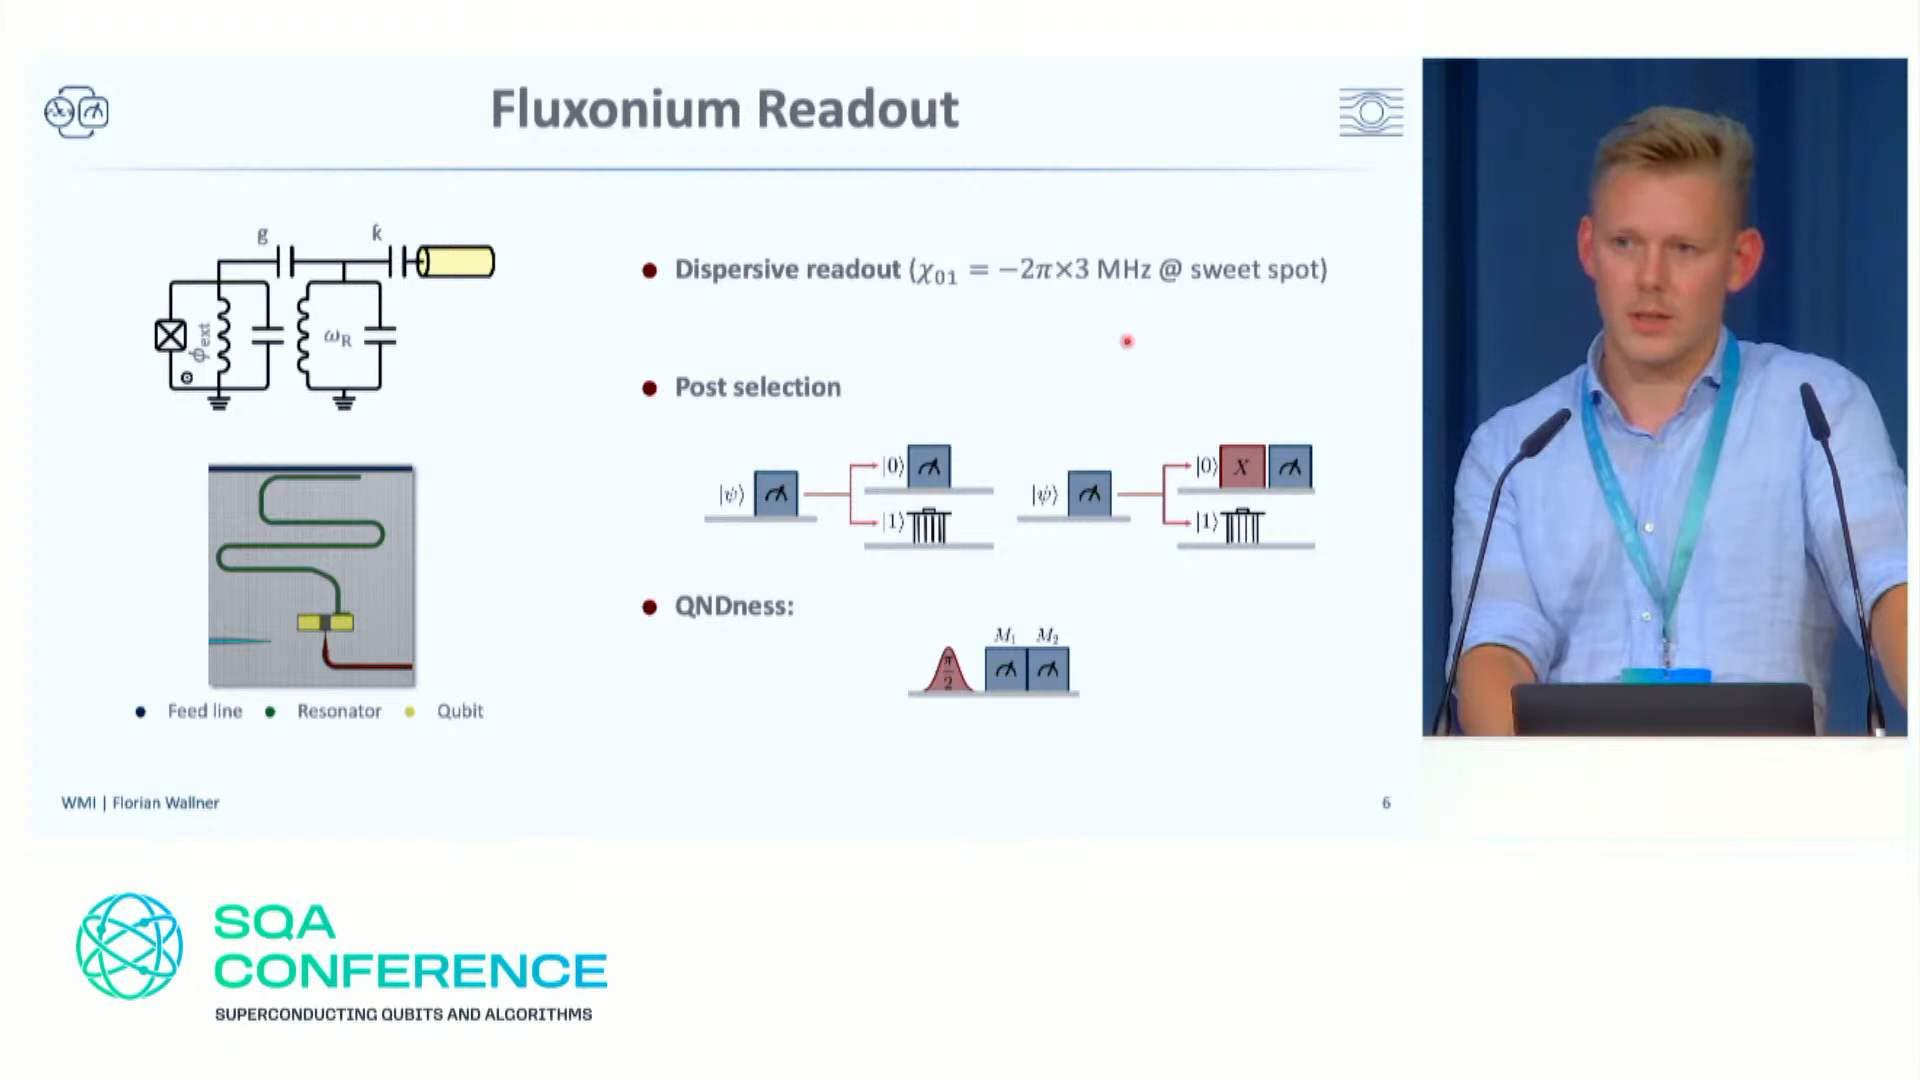 Fluxonium Readout
g
k
ϕext
ωR
Dispersive readout (χ01 = −2π×3 MHz @ sweet spot)
Post selection
|ψ⟩ |0⟩ |1⟩
|ψ⟩ |0⟩ X |1⟩
QNDness:
M1 M2
π/2
Feed line Resonator Qubit
WMI | Florian Wallner
6
SQA
CONFERENCE
SUPERCONDUCTING QUBITS AND ALGORITHMS